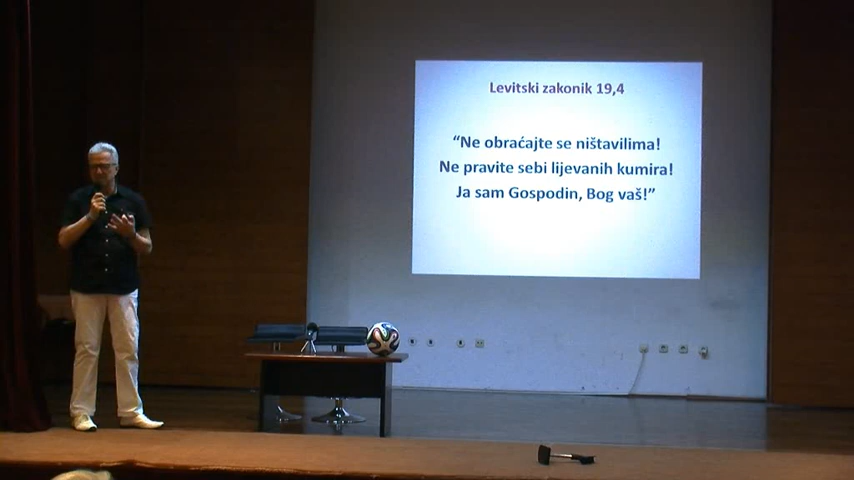 Levitski zakonik 19,4
“Ne obraćajte se ništavilima!
Ne pravite sebi lijevanih kumira!
Ja sam Gospodin, Bog vaš!”